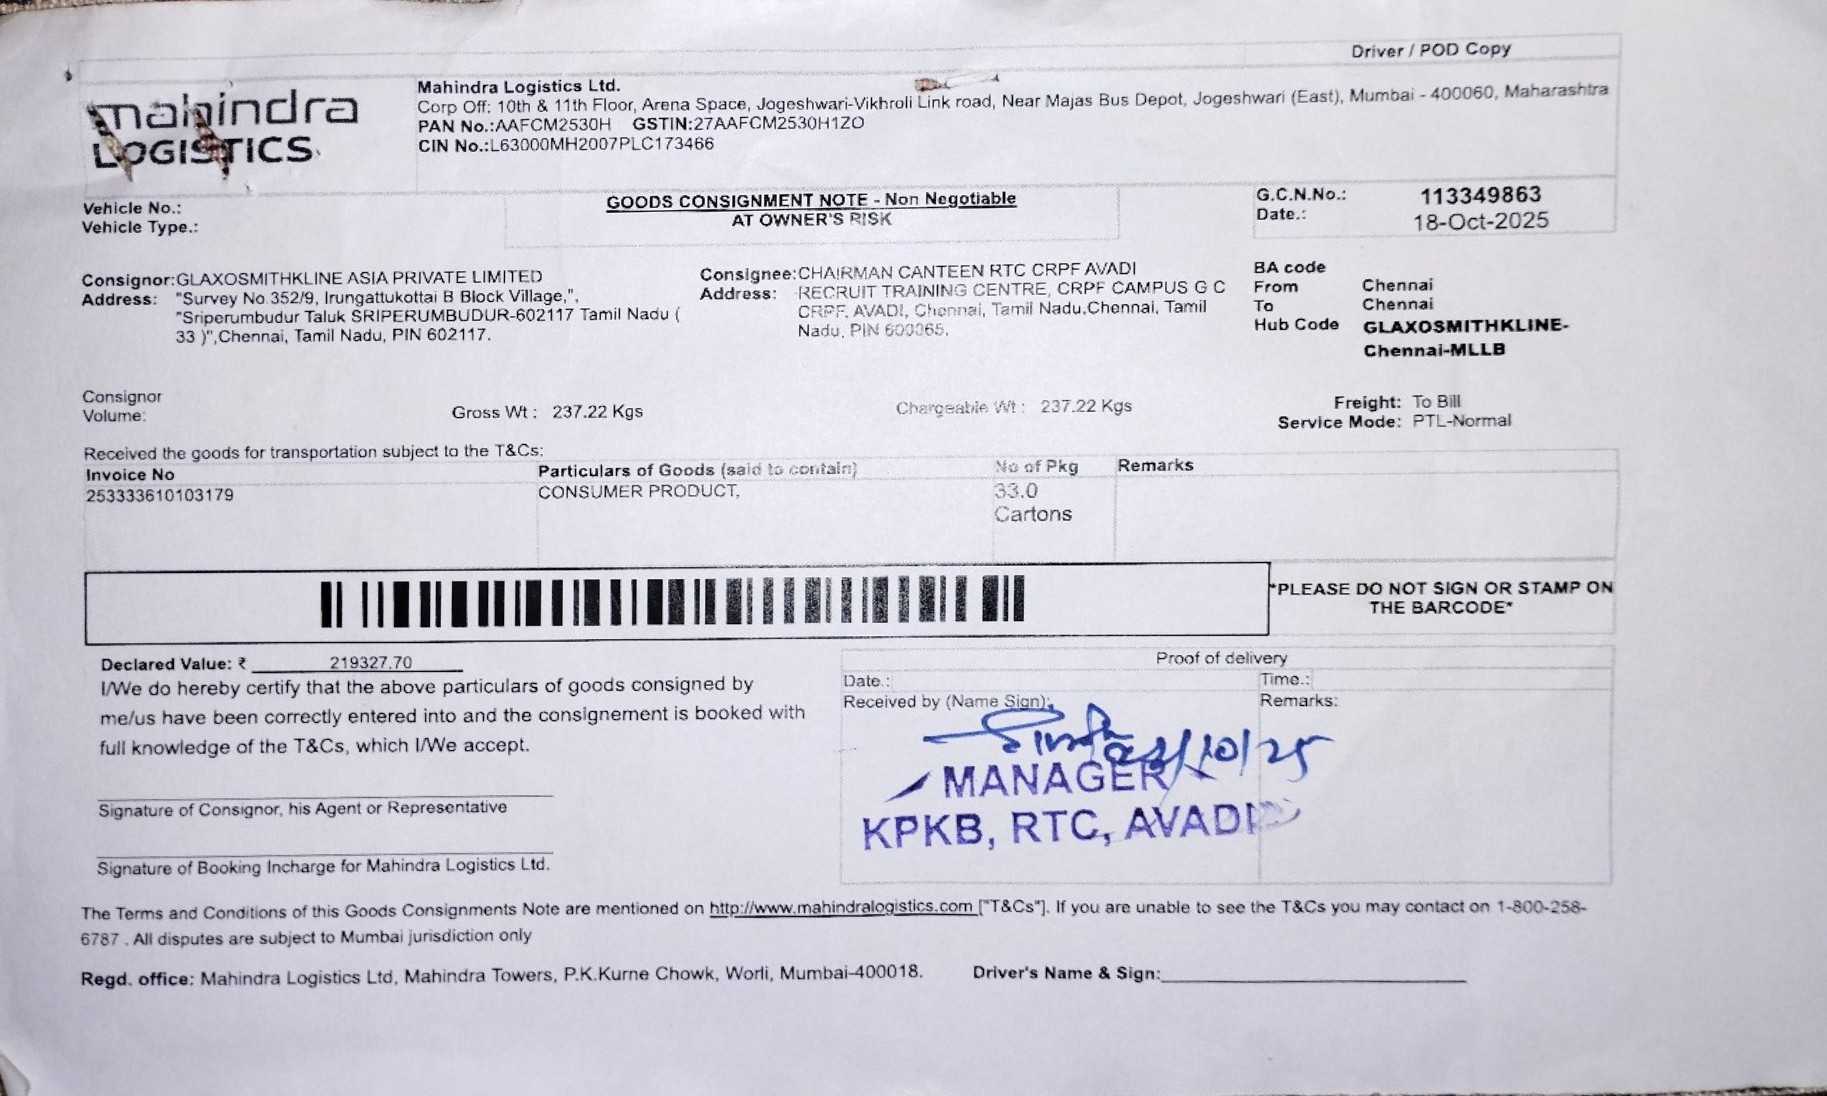 Driver / POD Copy
mahindra
LOGISTICS
Mahindra Logistics Ltd.
Corp Off: 10th & 11th Floor, Arena Space, Jogeshwari-Vikhroli Link road, Near Majas Bus Depot, Jogeshwari (East), Mumbai - 400060, Maharashtra
PAN No.:AAFCM2530H GSTIN:27AAFCM2530H1ZO
CIN No.:L63000MH2007PLC173466
Vehicle No.:
Vehicle Type.:
GOODS CONSIGNMENT NOTE - Non Negotiable
AT OWNER'S RISK
G.C.N.No.: 113349863
Date.: 18-Oct-2025
Consignor:GLAXOSMITHKLINE ASIA PRIVATE LIMITED
Address: "Survey No.352/9, Irungattukottai B Block Village,",
"Sriperumbudur Taluk SRIPERUMBUDUR-602117 Tamil Nadu (
33 )",Chennai, Tamil Nadu, PIN 602117.
Consignee:CHAIRMAN CANTEEN RTC CRPF AVADI
Address: RECRUIT TRAINING CENTRE, CRPF CAMPUS G C
CRPF, AVADI, Chennai, Tamil Nadu,Chennai, Tamil
Nadu, PIN 600065.
BA code
From Chennai
To Chennai
Hub Code GLAXOSMITHKLINE-
Chennai-MLLB
Consignor
Volume:
Gross Wt : 237.22 Kgs
Chargeable Wt : 237.22 Kgs
Freight: To Bill
Service Mode: PTL-Normal
Received the goods for transportation subject to the T&Cs:
Invoice No Particulars of Goods (said to contain) No of Pkg Remarks
253333610103179 CONSUMER PRODUCT, 33.0
Cartons
*PLEASE DO NOT SIGN OR STAMP ON
THE BARCODE*
Declared Value: ₹ 219327.70
I/We do hereby certify that the above particulars of goods consigned by
me/us have been correctly entered into and the consignement is booked with
full knowledge of the T&Cs, which I/We accept.
Signature of Consignor, his Agent or Representative
Signature of Booking Incharge for Mahindra Logistics Ltd.
Proof of delivery
Date.: Time.:
Received by (Name Sign): Remarks:
/10/25
MANAGER
KPKB, RTC, AVADI
The Terms and Conditions of this Goods Consignments Note are mentioned on http://www.mahindralogistics.com ["T&Cs"]. If you are unable to see the T&Cs you may contact on 1-800-258-
6787 . All disputes are subject to Mumbai jurisdiction only
Regd. office: Mahindra Logistics Ltd, Mahindra Towers, P.K.Kurne Chowk, Worli, Mumbai-400018.
Driver's Name & Sign: